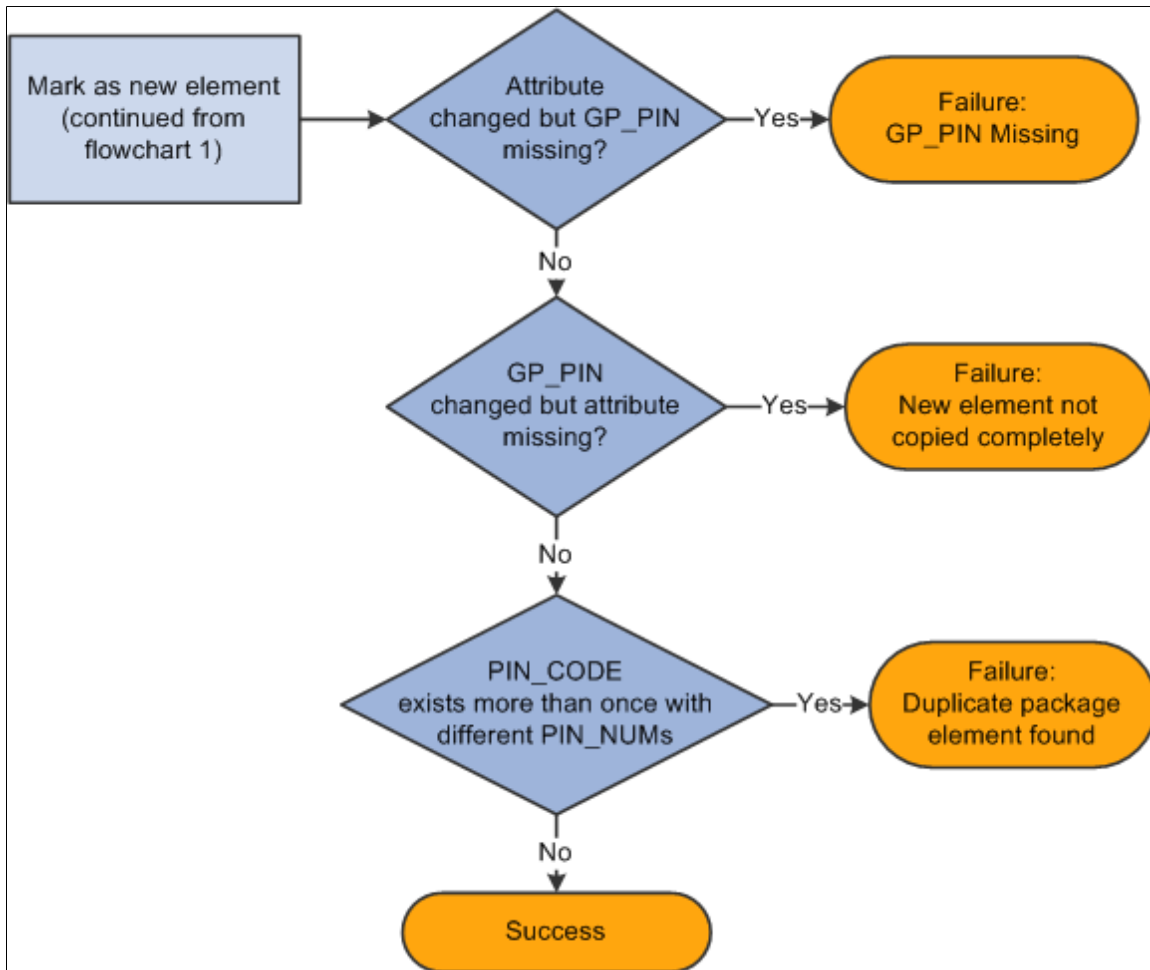 Mark as new element
(continued from
flowchart 1)
Attribute
changed but GP_PIN
missing?
Yes
Failure:
GP_PIN Missing
No
GP_PIN
changed but attribute
missing?
Yes
Failure:
New element not
copied completely
No
PIN_CODE
exists more than once with
different PIN_NUMs
Yes
Failure:
Duplicate package
element found
No
Success